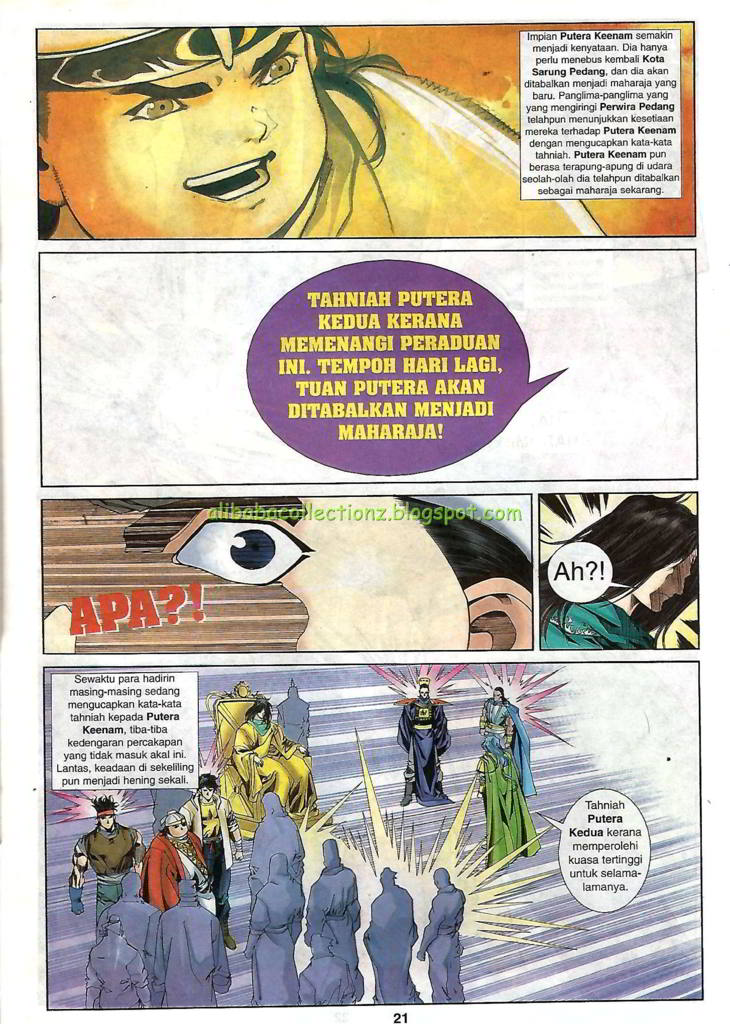 Impian Putera Keenam semakin
menjadi kenyataan. Dia hanya
perlu menebus kembali Kota
Sarung Pedang, dan dia akan
ditabalkan menjadi maharaja yang
baru. Panglima-panglima yang
yang mengiringi Perwira Pedang
telahpun menunjukkan kesetiaan
mereka terhadap Putera Keenam
dengan mengucapkan kata-kata
tahniah. Putera Keenam pun
berasa terapung-apung di udara
seolah-olah dia telahpun ditabalkan
sebagai maharaja sekarang.
TAHNIAH PUTERA
KEDUA KERANA
MEMENANGI PERADUAN
INI. TEMPOH HARI LAGI,
TUAN PUTERA AKAN
DITABALKAN MENJADI
MAHARAJA!
alibabacollectionz.blogspot.com
APA?!
Ah?!
Sewaktu para hadirin
masing-masing sedang
mengucapkan kata-kata
tahniah kepada Putera
Keenam, tiba-tiba
kedengaran percakapan
yang tidak masuk akal ini.
Lantas, keadaan di sekeliling
pun menjadi hening sekali.
Tahniah
Putera
Kedua kerana
memperolehi
kuasa tertinggi
untuk selama-
lamanya.
21